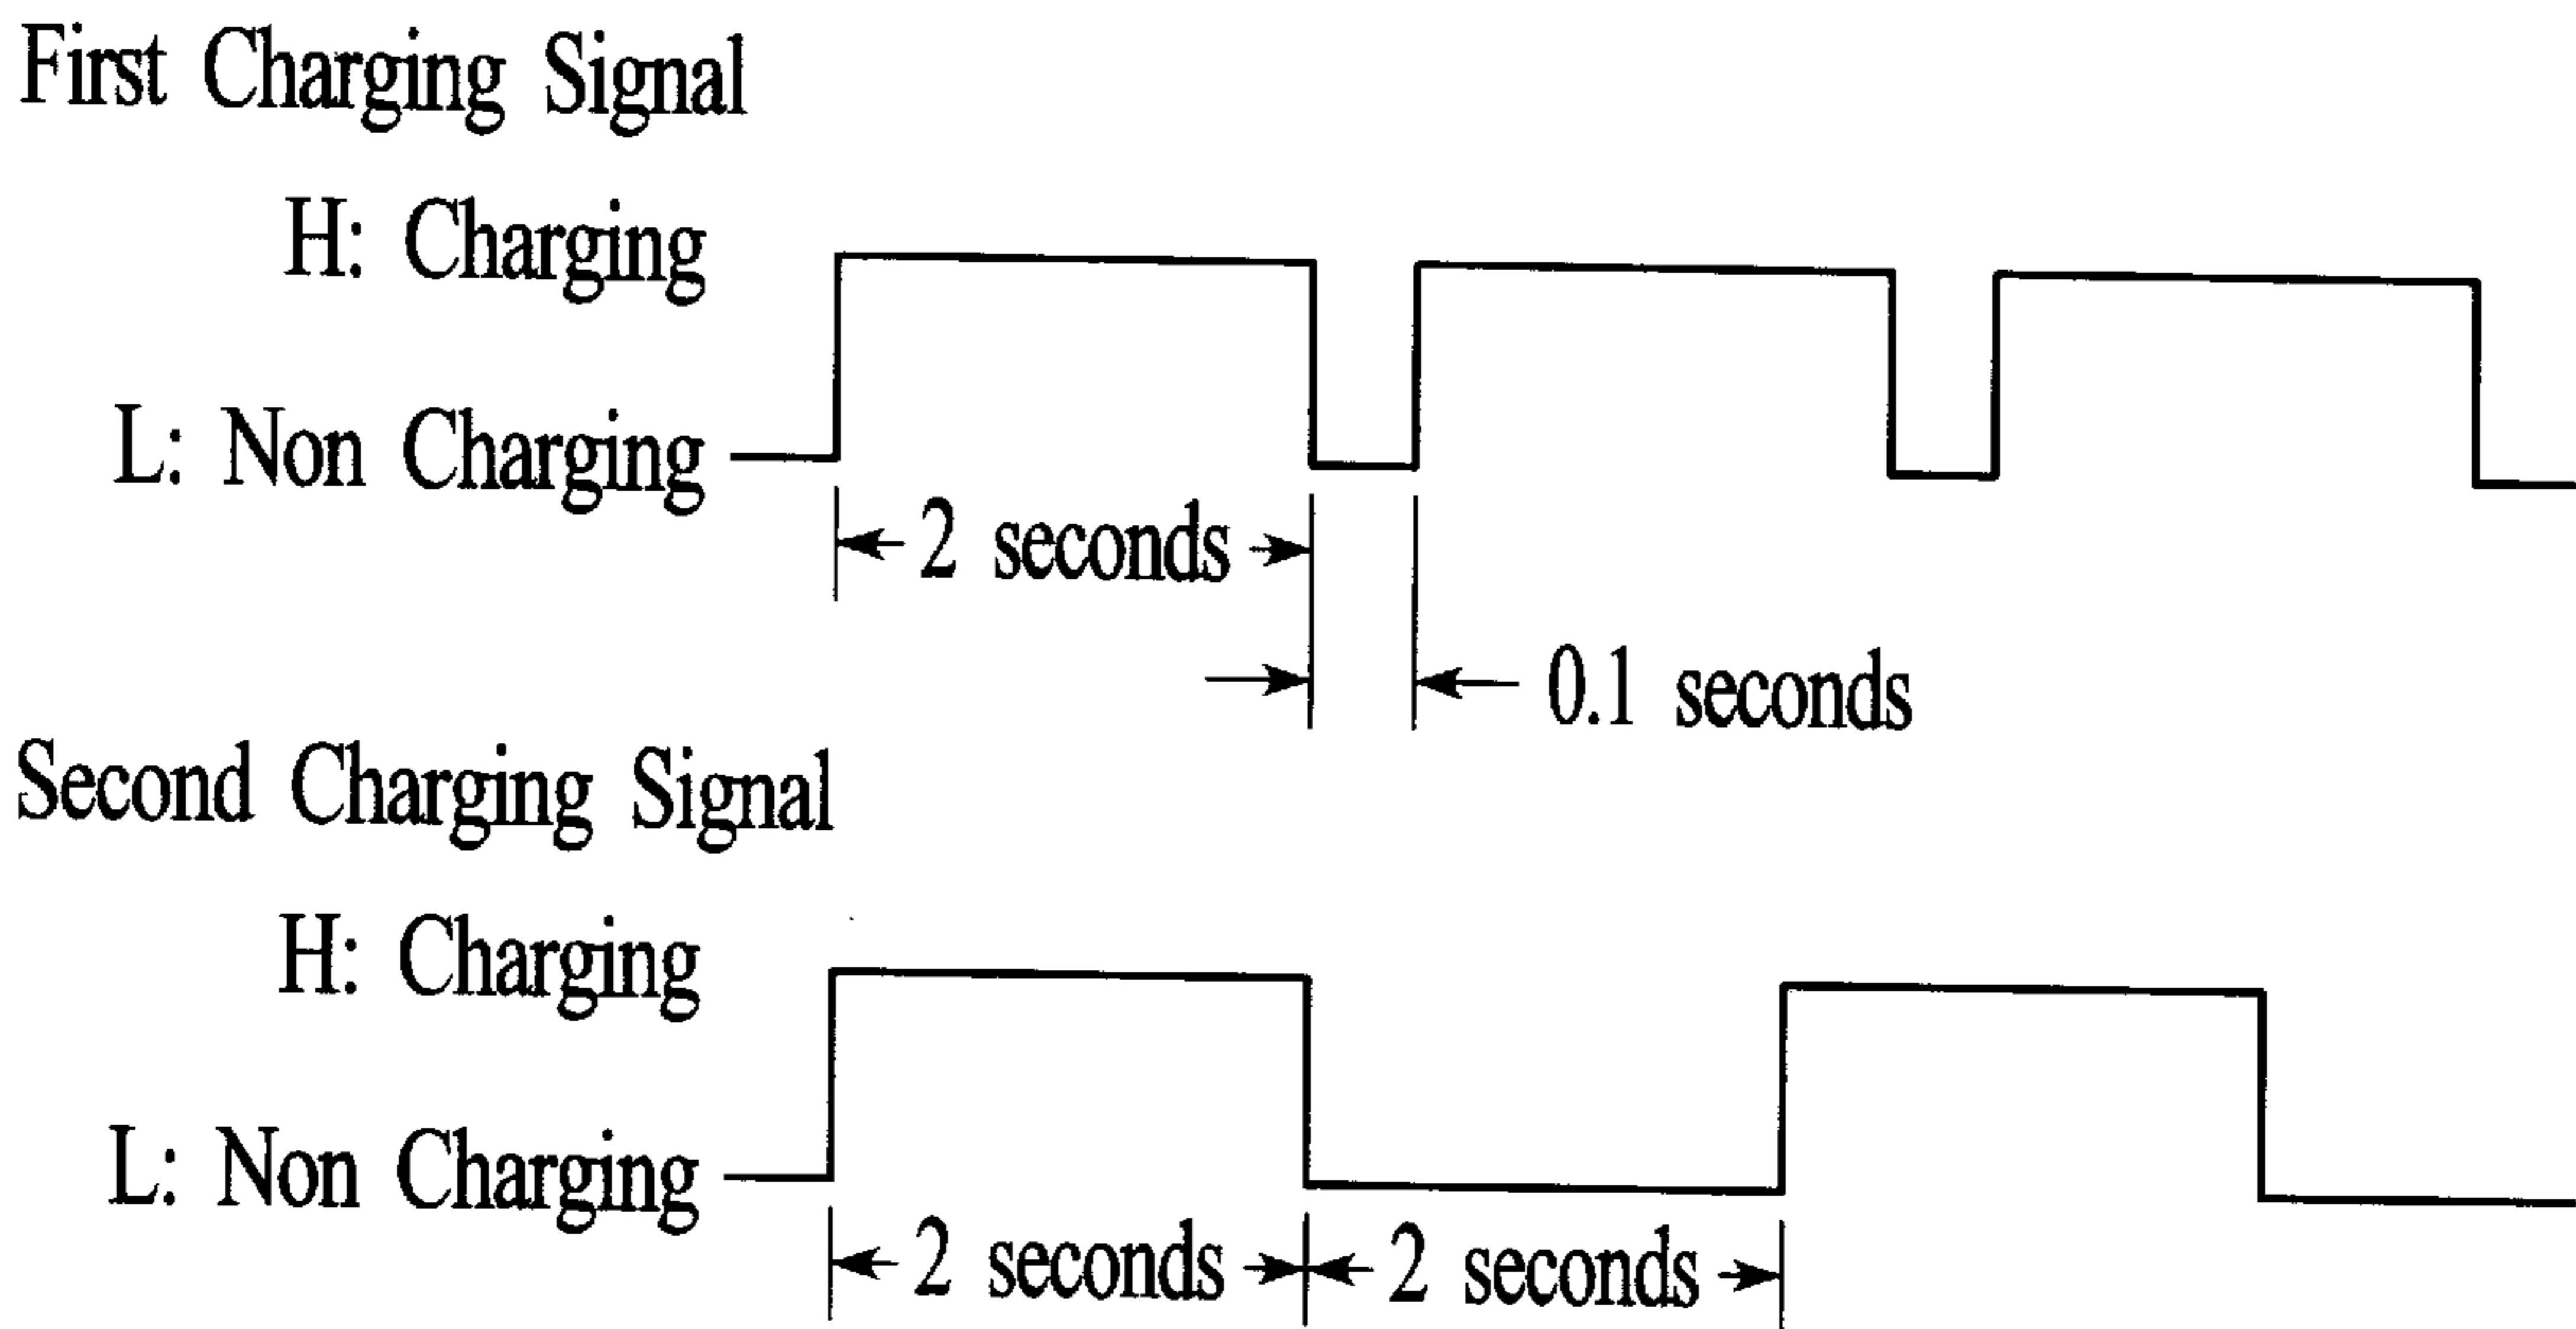 First Charging Signal
H: Charging
L: Non Charging
2 seconds
0.1 seconds
Second Charging Signal
H: Charging
L: Non Charging
2 seconds 2 seconds